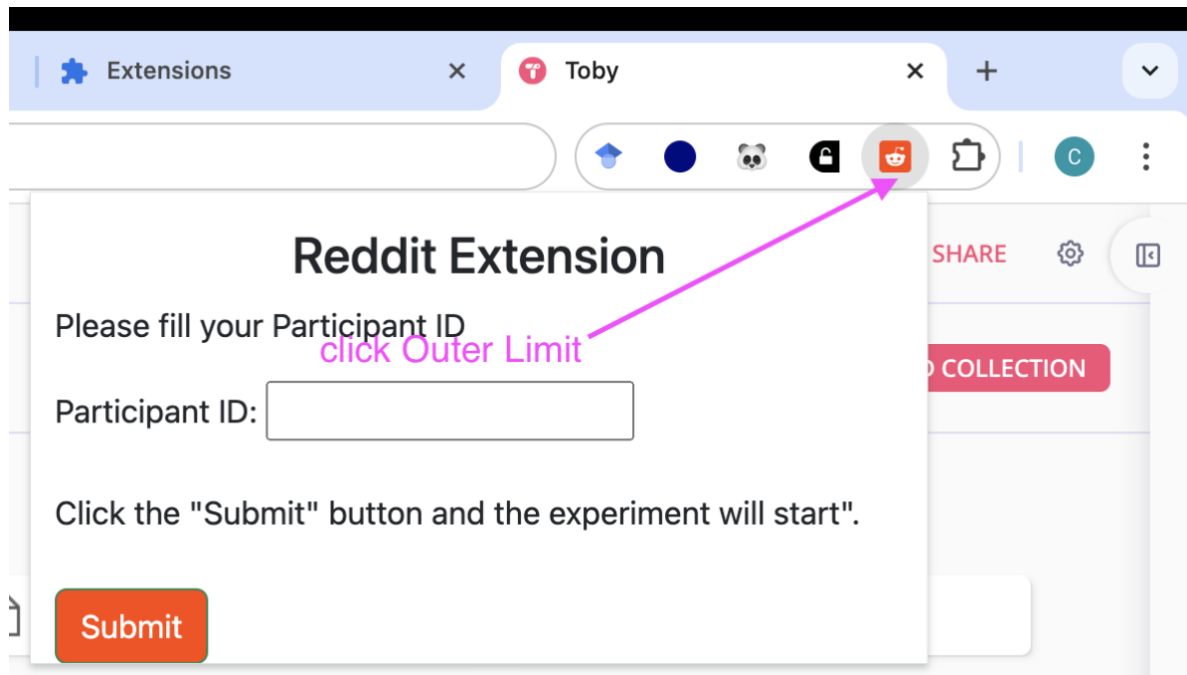 Extensions
Toby
C
Reddit Extension
SHARE
Please fill your Participant ID
click Outer Limit
COLLECTION
Participant ID:
Click the "Submit" button and the experiment will start".
Submit